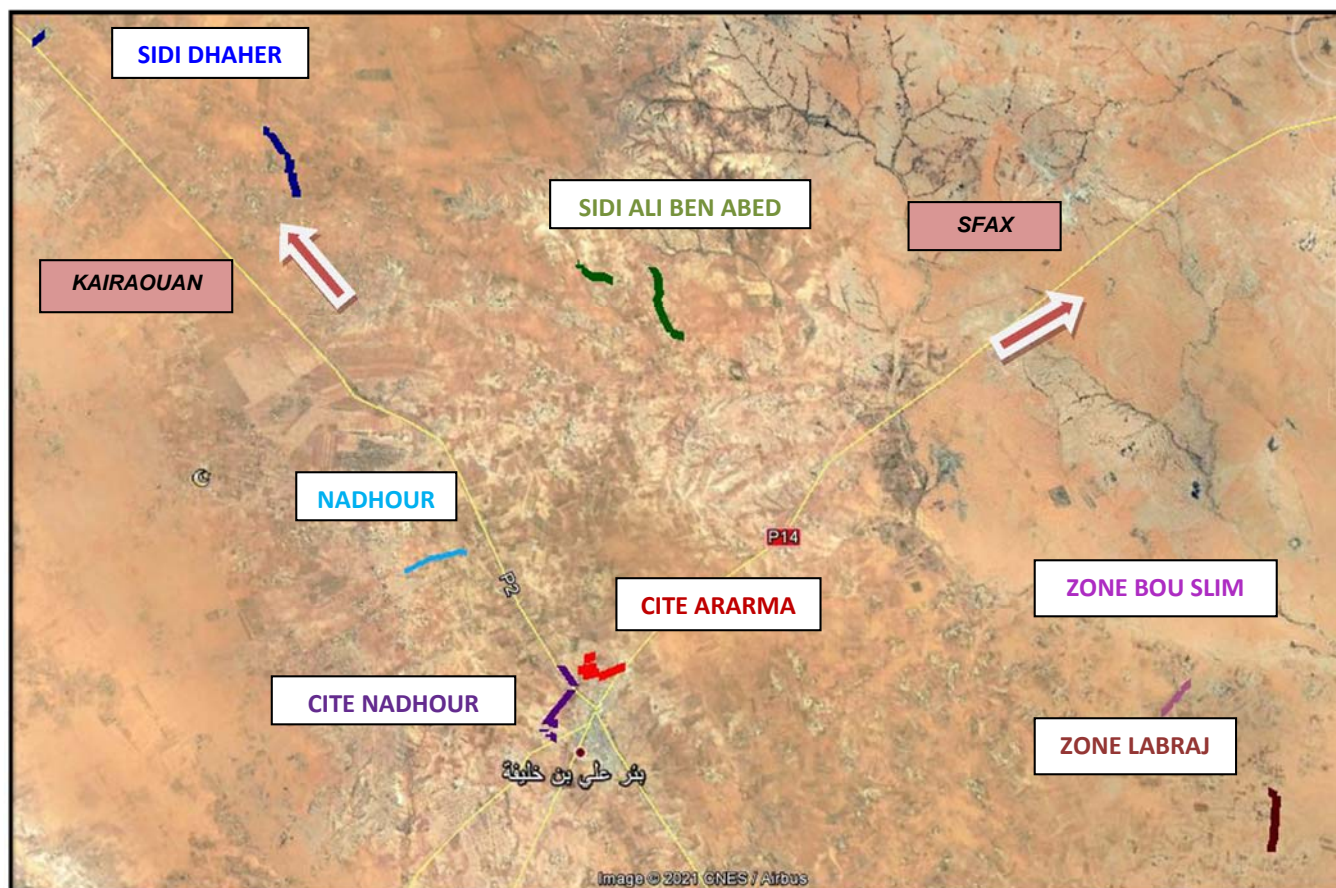 SIDI DHAHER
SIDI ALI BEN ABED
SFAX
KAIRAOUAN
NADHOUR
P14
P2
ZONE BOU SLIM
CITE ARARMA
CITE NADHOUR
ZONE LABRAJ
بئر علي بن خليفة
Image © 2021 CNES / Airbus